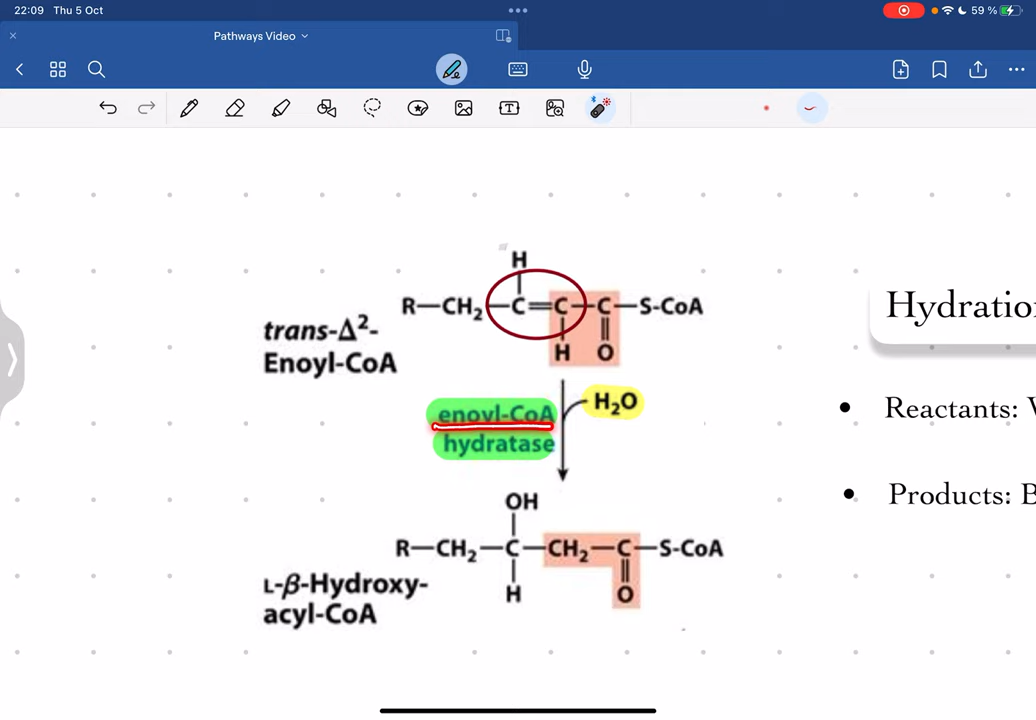 22:09 Thu 5 Oct
59 %
Pathways Video
H
R—CH₂—C=C—C—S-CoA
H O
trans-Δ²-
Enoyl-CoA
enoyl-CoA
hydratase
H₂O
OH
R—CH₂—C—CH₂—C—S-CoA
H O
L-β-Hydroxy-
acyl-CoA
• Reactants:
• Products: